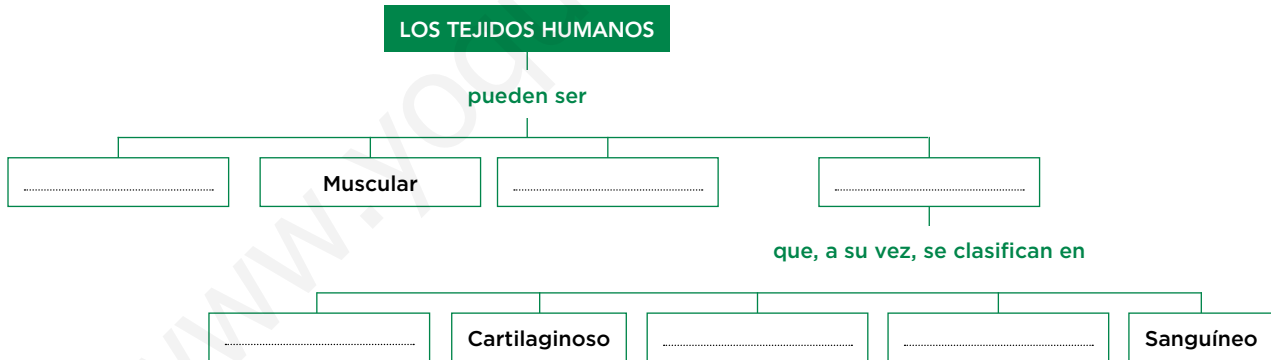 LOS TEJIDOS HUMANOS
pueden ser
Muscular
que, a su vez, se clasifican en
Cartilaginoso
Sanguíneo